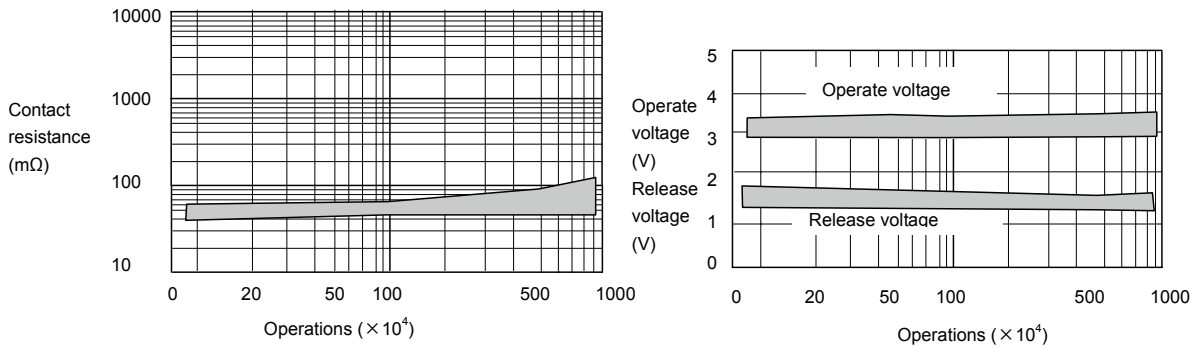 10000
1000
100
10
Contact
resistance
(mΩ)
0 20 50 100 500 1000
Operations (×10⁴)
5
4
3
2
1
0
Operate
voltage
(V)
Release
voltage
(V)
Operate voltage
Release voltage
0 20 50 100 500 1000
Operations (×10⁴)